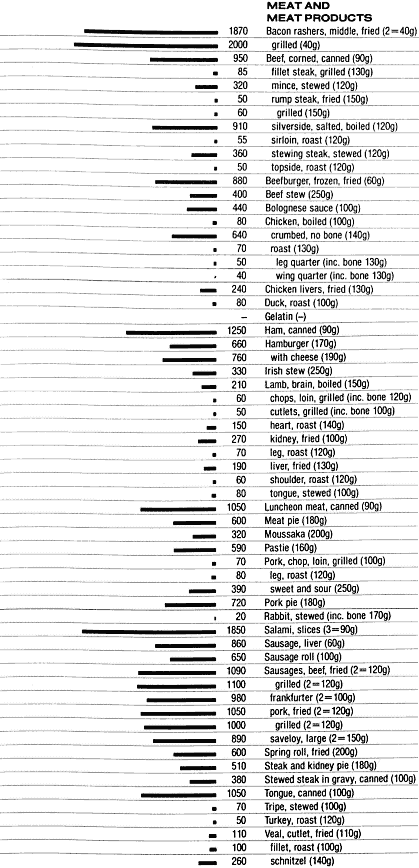 MEAT AND
MEAT PRODUCTS
1870 Bacon rashers, middle, fried (2=40g)
2000 grilled (40g)
950 Beef, corned, canned (90g)
85 fillet steak, grilled (130g)
320 mince, stewed (120g)
50 rump steak, fried (150g)
60 grilled (150g)
910 silverside, salted, boiled (120g)
55 sirloin, roast (120g)
360 stewing steak, stewed (120g)
50 topside, roast (120g)
880 Beefburger, frozen, fried (60g)
400 Beef stew (250g)
440 Bolognese sauce (100g)
80 Chicken, boiled (100g)
640 crumbed, no bone (140g)
70 roast (130g)
50 leg quarter (inc. bone 130g)
40 wing quarter (inc. bone 130g)
240 Chicken livers, fried (130g)
80 Duck, roast (100g)
– Gelatin (–)
1250 Ham, canned (90g)
660 Hamburger (170g)
760 with cheese (190g)
330 Irish stew (250g)
210 Lamb, brain, boiled (150g)
60 chops, loin, grilled (inc. bone 120g)
50 cutlets, grilled (inc. bone 100g)
150 heart, roast (140g)
270 kidney, fried (100g)
70 leg, roast (120g)
190 liver, fried (130g)
60 shoulder, roast (120g)
80 tongue, stewed (100g)
1050 Luncheon meat, canned (90g)
600 Meat pie (180g)
320 Moussaka (200g)
590 Pastie (160g)
70 Pork, chop, loin, grilled (100g)
80 leg, roast (120g)
390 sweet and sour (250g)
720 Pork pie (180g)
20 Rabbit, stewed (inc. bone 170g)
1850 Salami, slices (3=90g)
860 Sausage, liver (60g)
650 Sausage roll (100g)
1090 Sausages, beef, fried (2=120g)
1100 grilled (2=120g)
980 frankfurter (2=100g)
1050 pork, fried (2=120g)
1000 grilled (2=120g)
890 saveloy, large (2=150g)
600 Spring roll, fried (200g)
510 Steak and kidney pie (180g)
380 Stewed steak in gravy, canned (100g)
1050 Tongue, canned (100g)
70 Tripe, stewed (100g)
50 Turkey, roast (120g)
110 Veal, cutlet, fried (110g)
100 fillet, roast (100g)
260 schnitzel (140g)